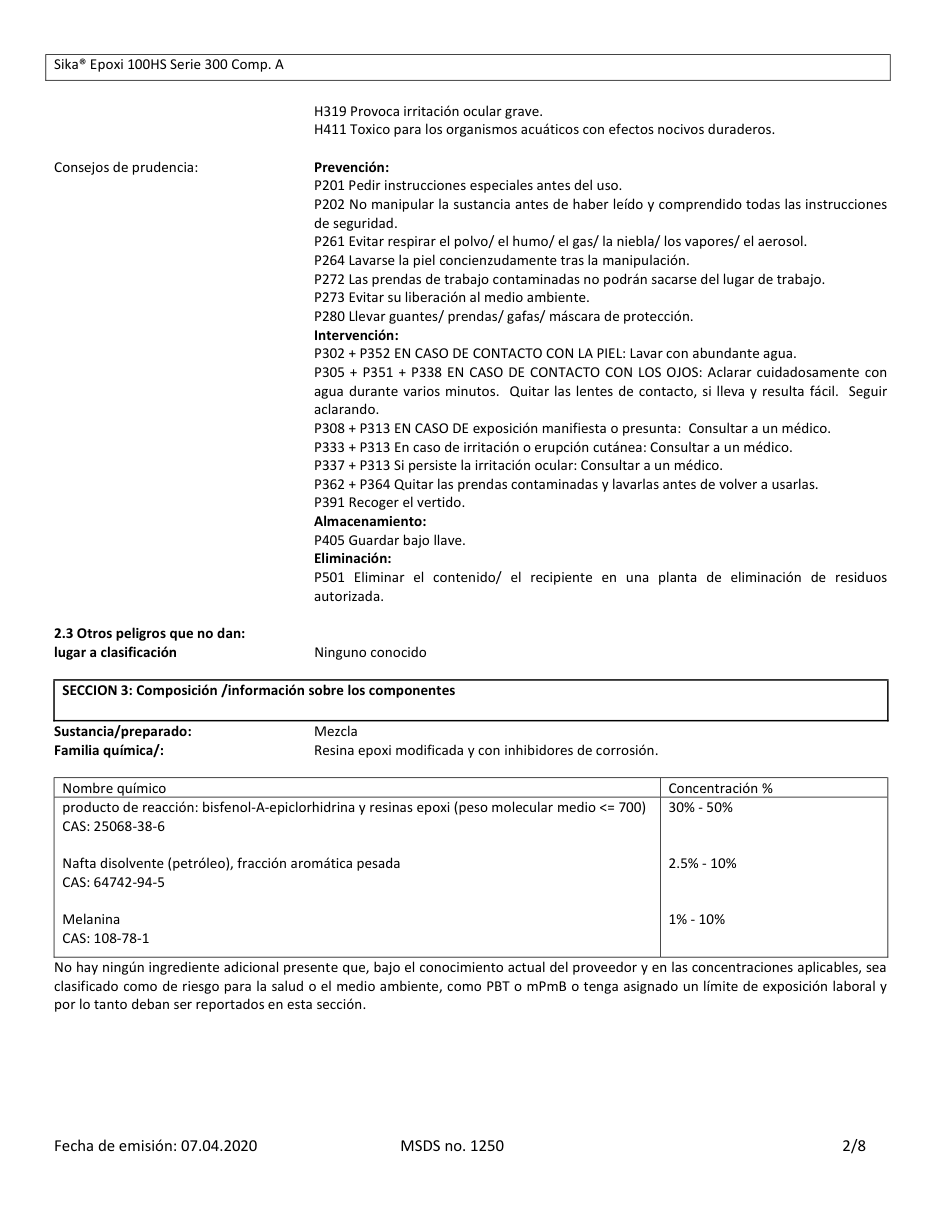 Sika® Epoxi 100HS Serie 300 Comp. A
H319 Provoca irritación ocular grave.
H411 Toxico para los organismos acuáticos con efectos nocivos duraderos.
Consejos de prudencia:
Prevención:
P201 Pedir instrucciones especiales antes del uso.
P202 No manipular la sustancia antes de haber leído y comprendido todas las instrucciones
de seguridad.
P261 Evitar respirar el polvo/ el humo/ el gas/ la niebla/ los vapores/ el aerosol.
P264 Lavarse la piel concienzudamente tras la manipulación.
P272 Las prendas de trabajo contaminadas no podrán sacarse del lugar de trabajo.
P273 Evitar su liberación al medio ambiente.
P280 Llevar guantes/ prendas/ gafas/ máscara de protección.
Intervención:
P302 + P352 EN CASO DE CONTACTO CON LA PIEL: Lavar con abundante agua.
P305 + P351 + P338 EN CASO DE CONTACTO CON LOS OJOS: Aclarar cuidadosamente con
agua durante varios minutos. Quitar las lentes de contacto, si lleva y resulta fácil. Seguir
aclarando.
P308 + P313 EN CASO DE exposición manifiesta o presunta: Consultar a un médico.
P333 + P313 En caso de irritación o erupción cutánea: Consultar a un médico.
P337 + P313 Si persiste la irritación ocular: Consultar a un médico.
P362 + P364 Quitar las prendas contaminadas y lavarlas antes de volver a usarlas.
P391 Recoger el vertido.
Almacenamiento:
P405 Guardar bajo llave.
Eliminación:
P501 Eliminar el contenido/ el recipiente en una planta de eliminación de residuos
autorizada.
2.3 Otros peligros que no dan:
lugar a clasificación Ninguno conocido
SECCION 3: Composición /información sobre los componentes
Sustancia/preparado: Mezcla
Familia química/: Resina epoxi modificada y con inhibidores de corrosión.
Nombre químico Concentración %
producto de reacción: bisfenol-A-epiclorhidrina y resinas epoxi (peso molecular medio <= 700) 30% - 50%
CAS: 25068-38-6
Nafta disolvente (petróleo), fracción aromática pesada 2.5% - 10%
CAS: 64742-94-5
Melanina 1% - 10%
CAS: 108-78-1
No hay ningún ingrediente adicional presente que, bajo el conocimiento actual del proveedor y en las concentraciones aplicables, sea
clasificado como de riesgo para la salud o el medio ambiente, como PBT o mPmB o tenga asignado un límite de exposición laboral y
por lo tanto deban ser reportados en esta sección.
Fecha de emisión: 07.04.2020 MSDS no. 1250 2/8